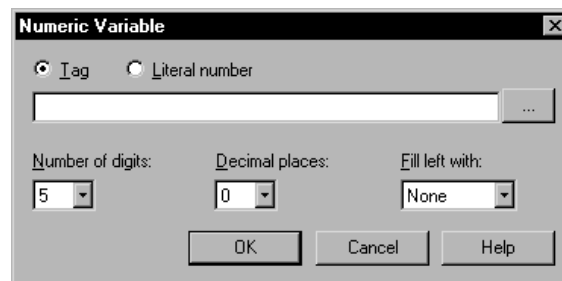 Numeric Variable
Tag Literal number
...
Number of digits: Decimal places: Fill left with:
5 0 None
OK Cancel Help